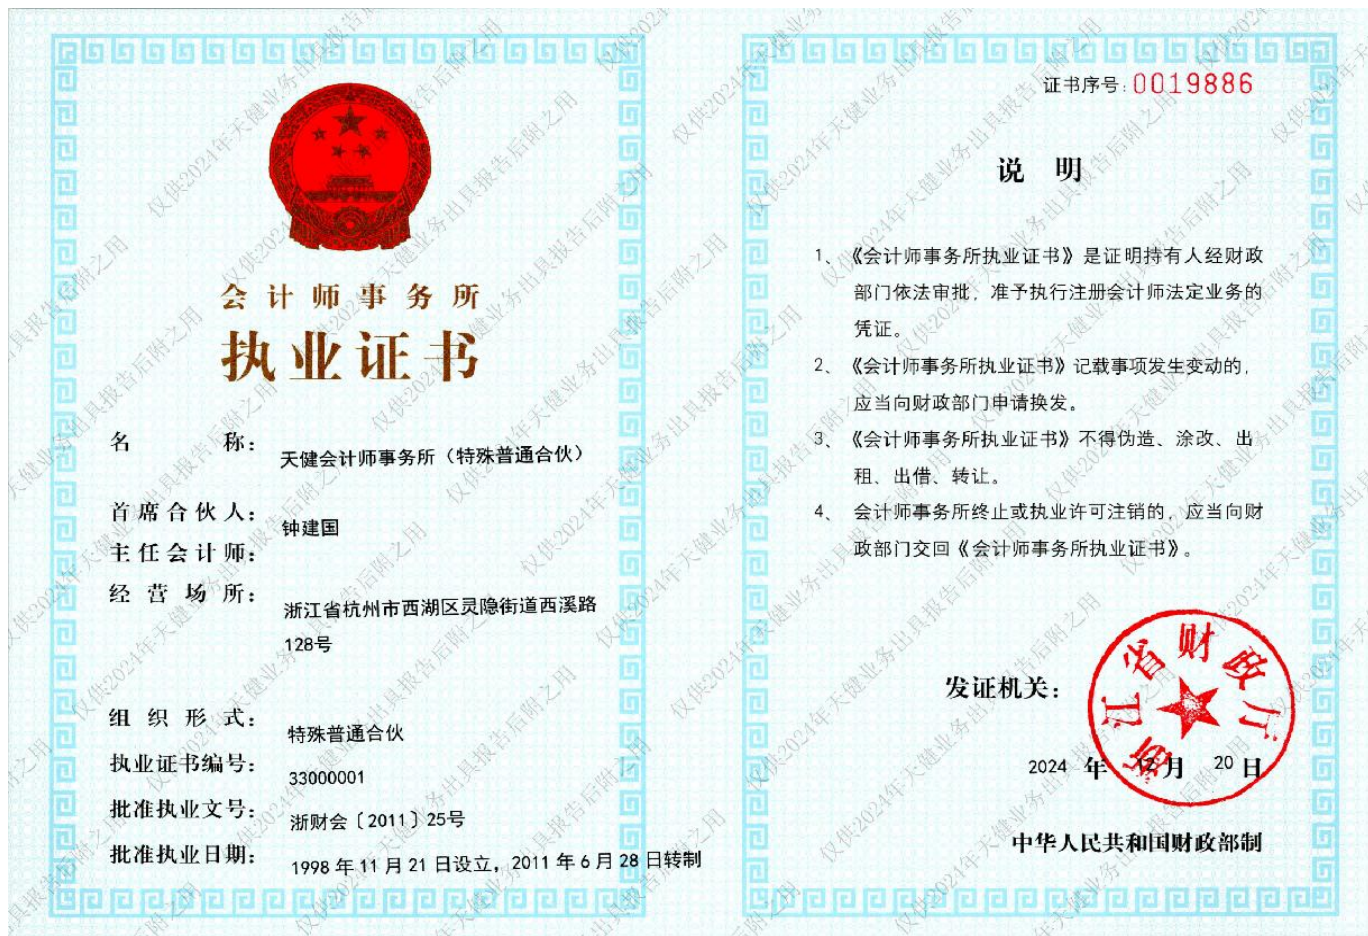 会计师事务所
执业证书
名称：
天健会计师事务所（特殊普通合伙）
首席合伙人：
钟建国
主任会计师：
经营场所：
浙江省杭州市西湖区灵隐街道西溪路
128号
组织形式：
特殊普通合伙
执业证书编号：
33000001
批准执业文号：
浙财会〔2011〕25号
批准执业日期：
1998年11月21日设立，2011年6月28日转制
证书序号：0019886
说明
1、《会计师事务所执业证书》是证明持有人经财政
部门依法审批，准予执行注册会计师法定业务的
凭证。
2、《会计师事务所执业证书》记载事项发生变动的，
应当向财政部门申请换发。
3、《会计师事务所执业证书》不得伪造、涂改、出
租、出借、转让。
4、会计师事务所终止或执业许可注销的，应当向财
政部门交回《会计师事务所执业证书》。
发证机关：
浙江省财政厅
2024年12月20日
中华人民共和国财政部制
仅供2024年天健业务出具报告后附之用